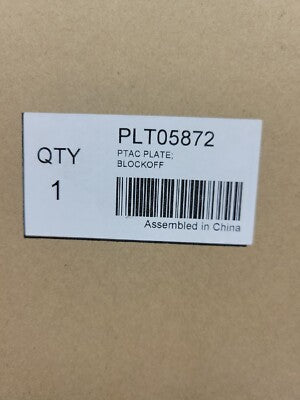 PLT05872
QTY
PTAC PLATE;
BLOCKOFF
1
Assembled in China